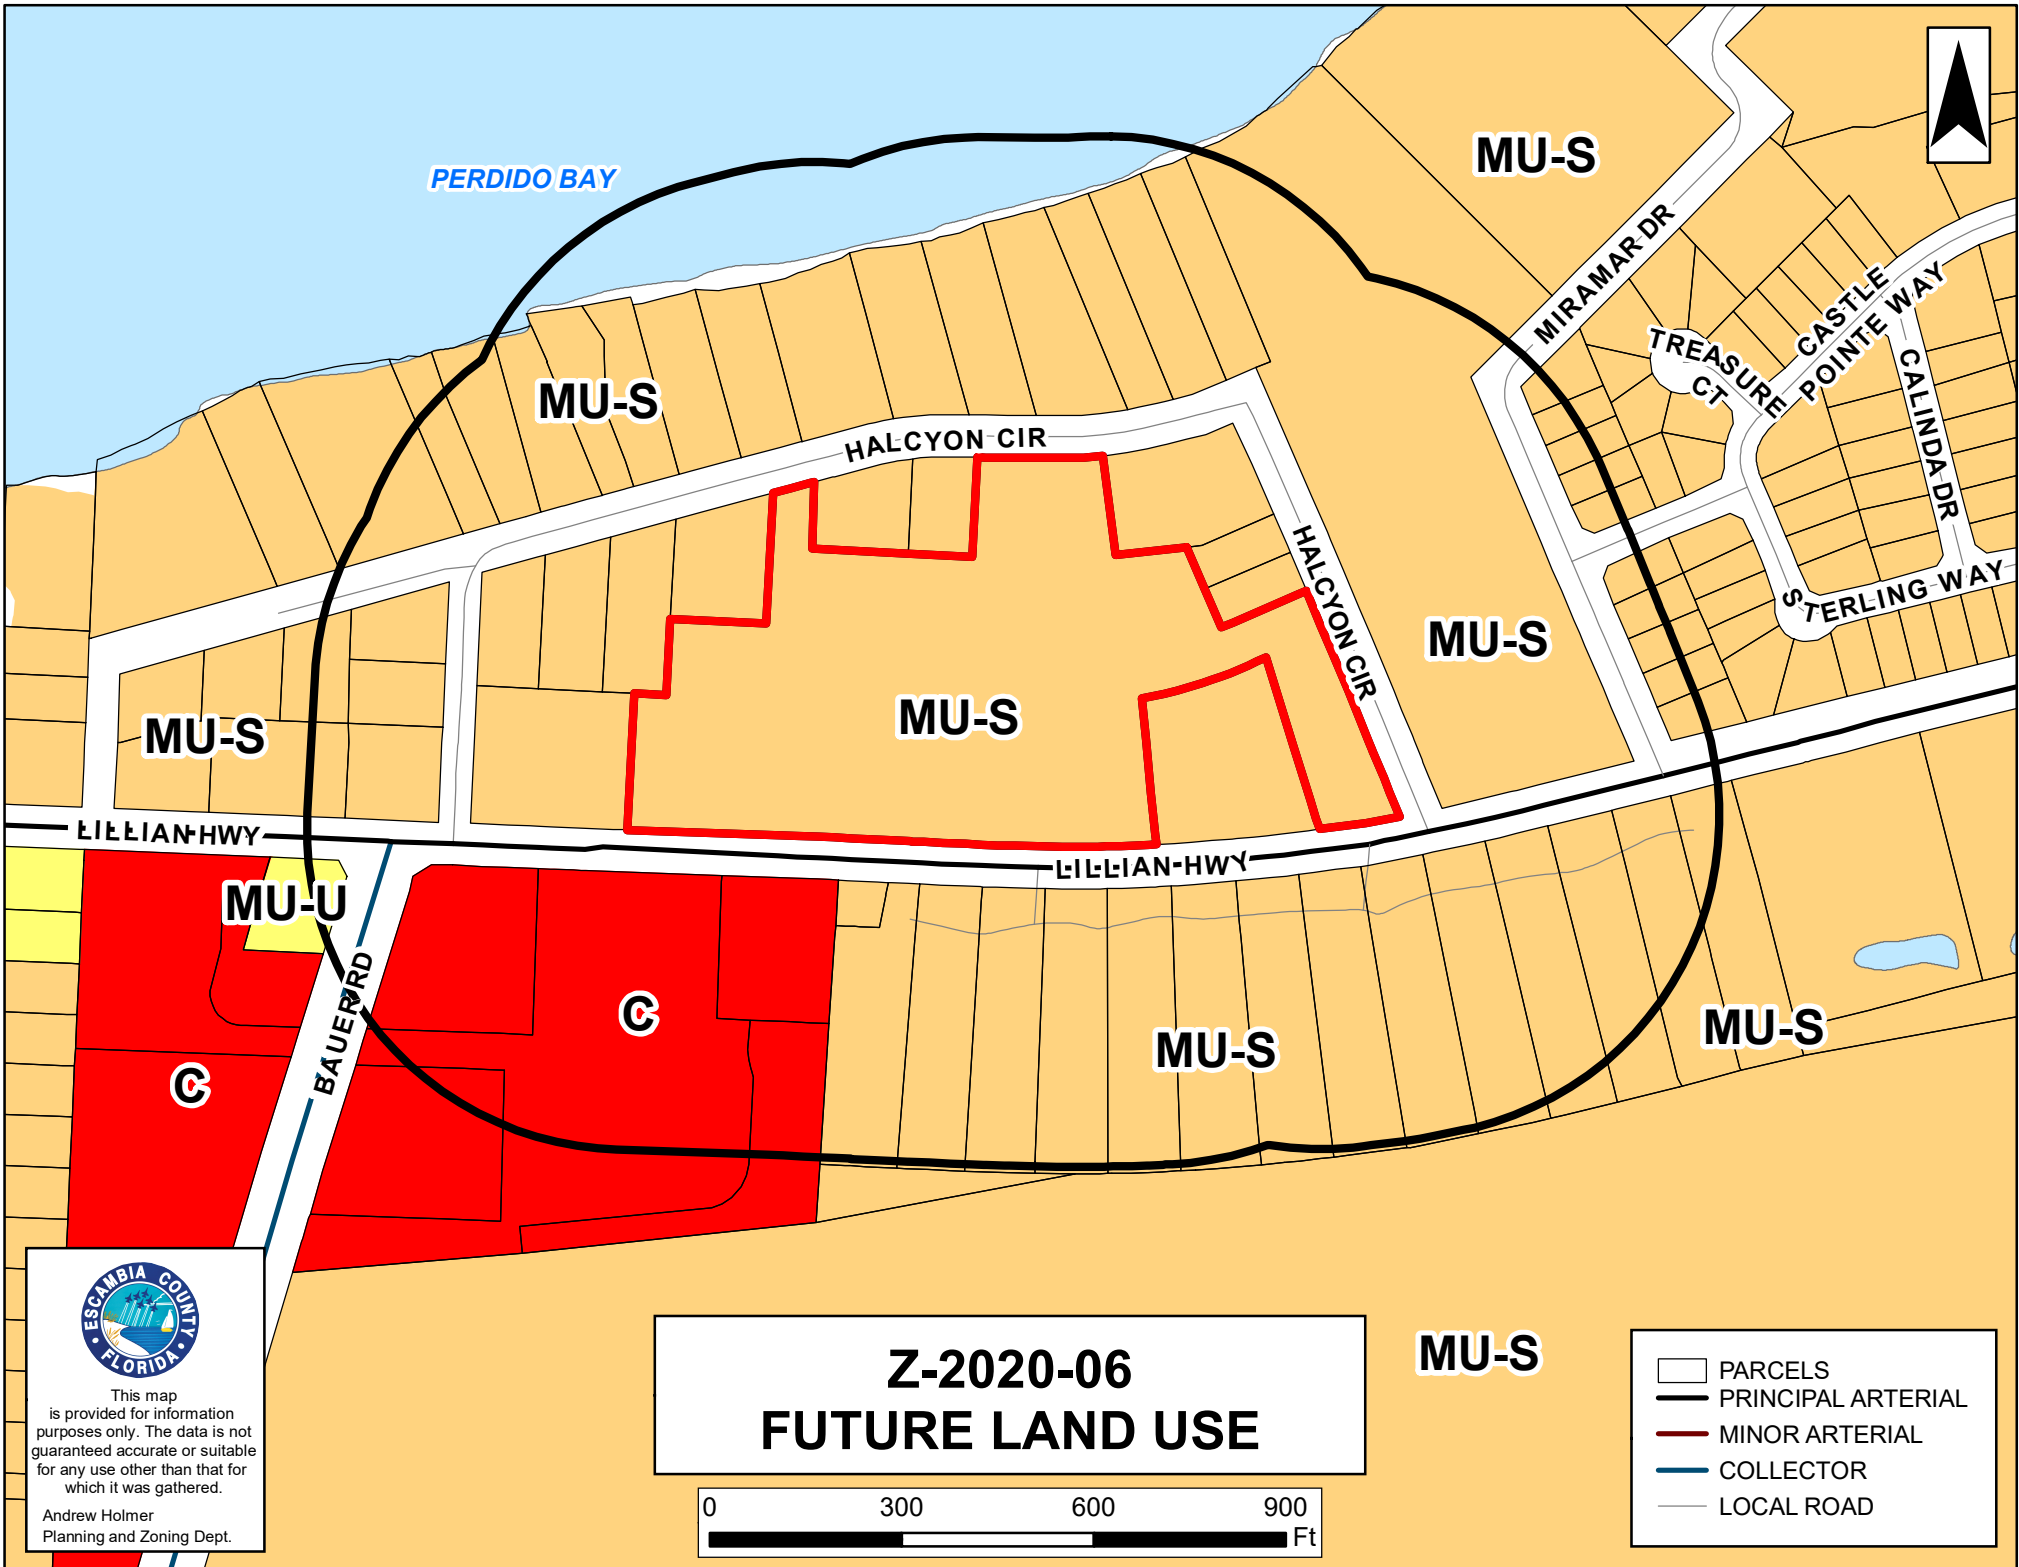 PERDIDO BAY
MU-S
MIRAMAR DR
CASTLE
POINTE WAY
TREASURE
CT
CALINDA DR
STERLING WAY
MU-S
HALCYON CIR
HALCYON CIR
MU-S
MU-S
MU-S
LILLIAN HWY
LILLIAN HWY
MU-U
BAUER RD
C
C
MU-S
MU-S
MU-S
ESCAMBIA COUNTY
FLORIDA
This map
is provided for information
purposes only. The data is not
guaranteed accurate or suitable
for any use other than that for
which it was gathered.
Andrew Holmer
Planning and Zoning Dept.
Z-2020-06
FUTURE LAND USE
0 300 600 900
Ft
PARCELS
PRINCIPAL ARTERIAL
MINOR ARTERIAL
COLLECTOR
LOCAL ROAD